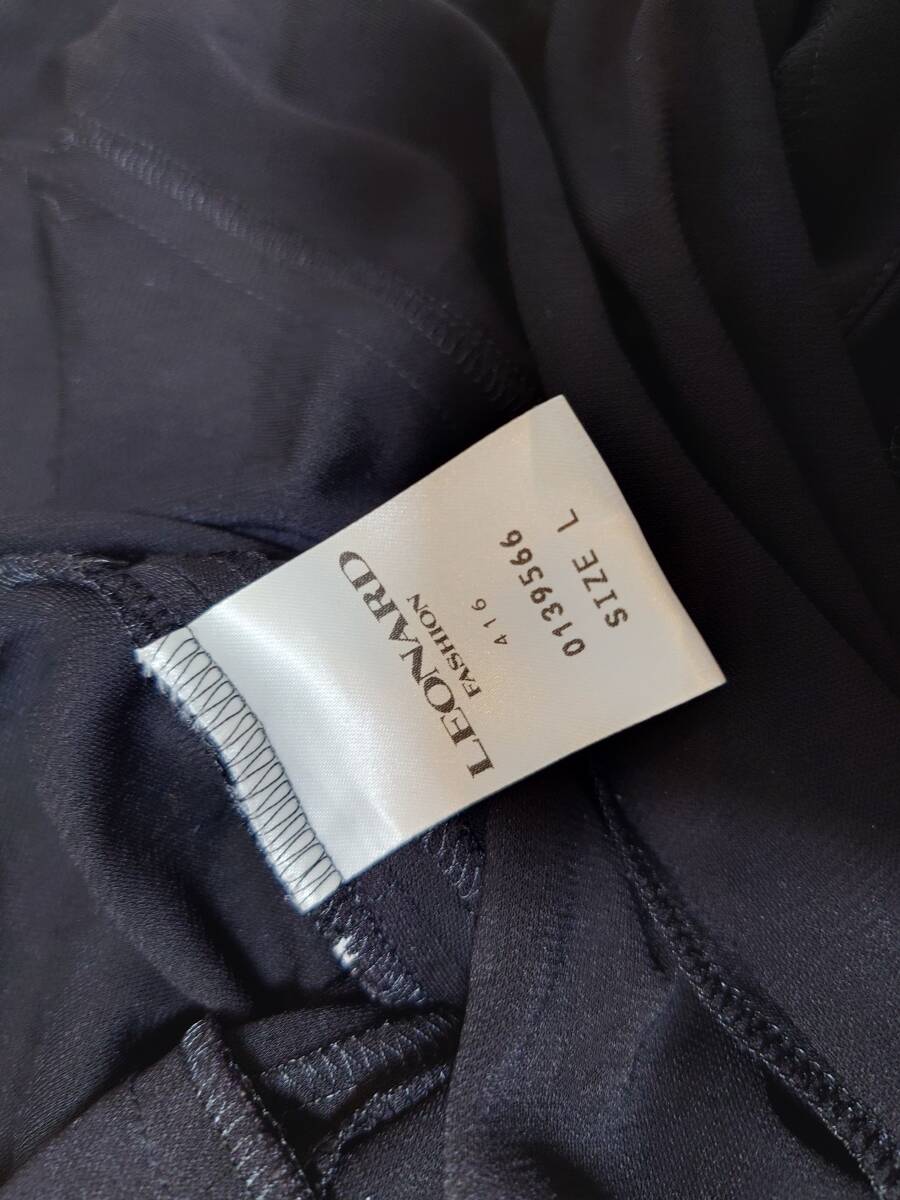 LEONARD
FASHION
416
0139566
SIZE L